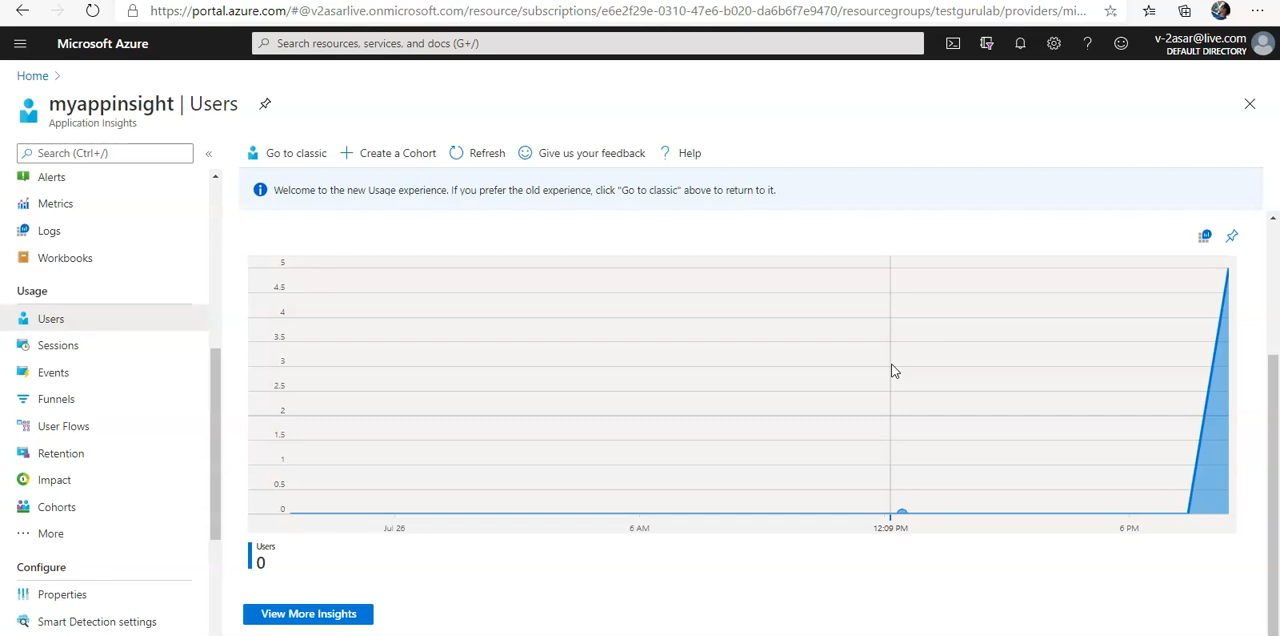 https://portal.azure.com/#@v2asarlive.onmicrosoft.com/resource/subscriptions/e6e2f29e-0310-47e6-b020-da6b6f7e9470/resourcegroups/testgurulab/providers/mi...
Microsoft Azure
Search resources, services, and docs (G+/)
v-2asar@live.com
DEFAULT DIRECTORY
Home >
myappinsight | Users
Application Insights
Search (Ctrl+/)
«
Go to classic
Create a Cohort
Refresh
Give us your feedback
? Help
Welcome to the new Usage experience. If you prefer the old experience, click "Go to classic" above to return to it.
Alerts
Metrics
Logs
Workbooks
Usage
Users
Sessions
Events
Funnels
User Flows
Retention
Impact
Cohorts
More
Configure
Properties
Smart Detection settings
5
4.5
4
3.5
3
2.5
2
1.5
1
0.5
0
Jul 26
6 AM
12:09 PM
6 PM
Users
0
View More Insights